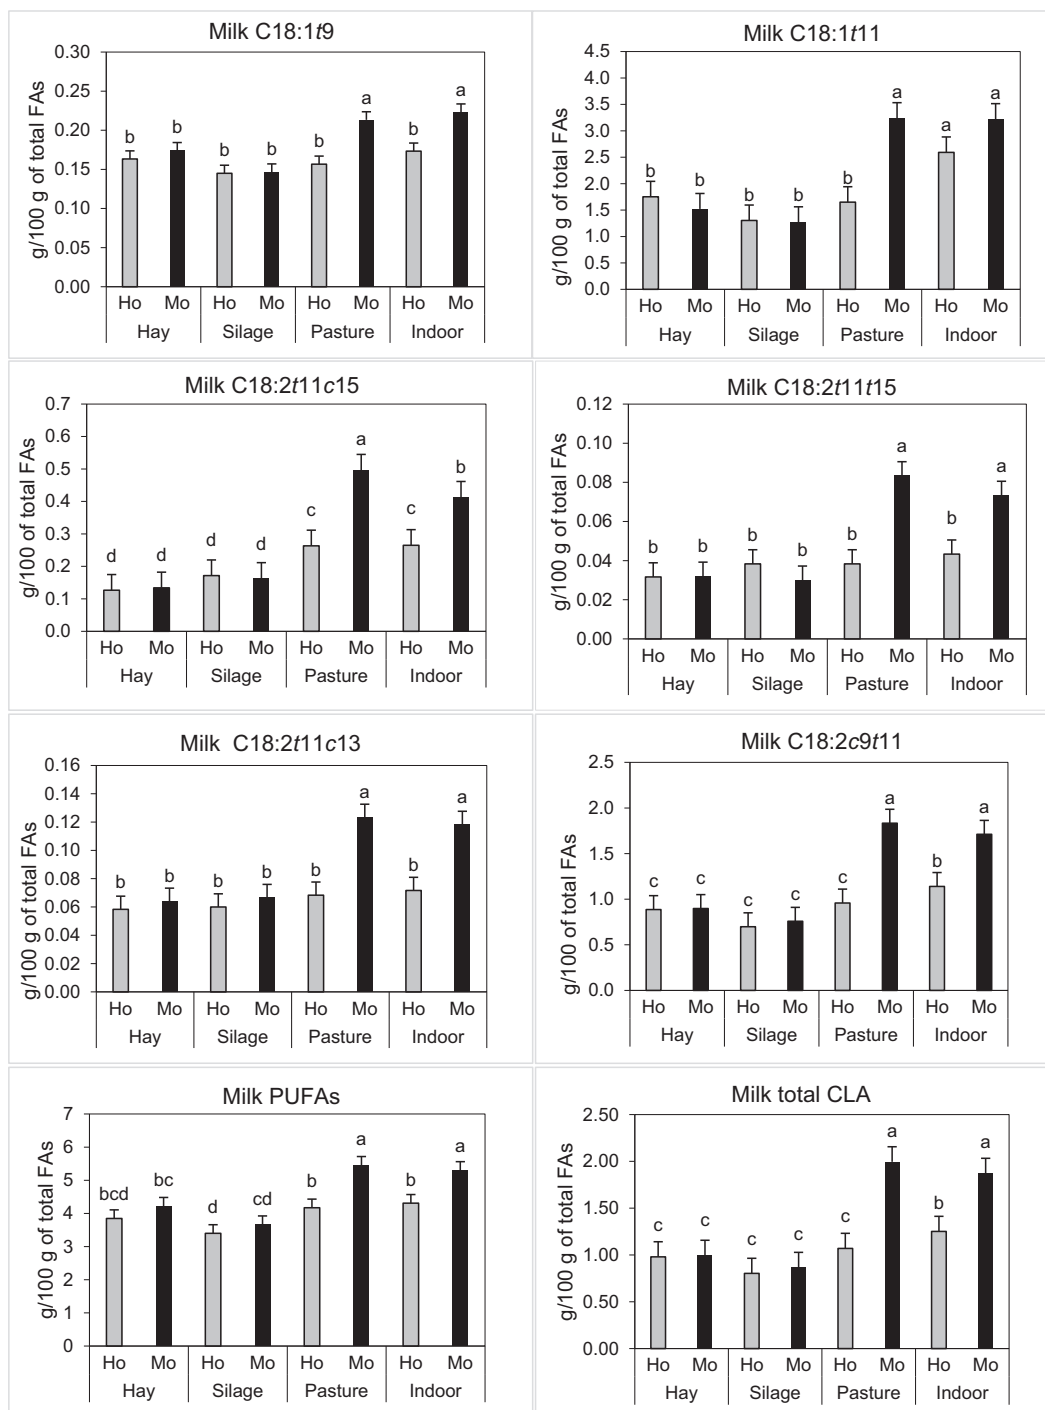 Milk C18:1t9
g/100 g of total FAs
0.30
0.25
0.20
0.15
0.10
0.05
0.00
b b b b b a b a
Ho Mo Ho Mo Ho Mo Ho Mo
Hay Silage Pasture Indoor
Milk C18:1t11
g/100 g of total FAs
4.5
4.0
3.5
3.0
2.5
2.0
1.5
1.0
0.5
0.0
b b b b b a a a
Ho Mo Ho Mo Ho Mo Ho Mo
Hay Silage Pasture Indoor
Milk C18:2t11c15
g/100 of total FAs
0.7
0.6
0.5
0.4
0.3
0.2
0.1
0.0
d d d d c a c b
Ho Mo Ho Mo Ho Mo Ho Mo
Hay Silage Pasture Indoor
Milk C18:2t11t15
g/100 g of total FAs
0.12
0.10
0.08
0.06
0.04
0.02
0.00
b b b b b a b a
Ho Mo Ho Mo Ho Mo Ho Mo
Hay Silage Pasture Indoor
Milk C18:2t11c13
g/100 g of total FAs
0.16
0.14
0.12
0.10
0.08
0.06
0.04
0.02
0.00
b b b b b a b a
Ho Mo Ho Mo Ho Mo Ho Mo
Hay Silage Pasture Indoor
Milk C18:2c9t11
g/100 of total FAs
2.5
2.0
1.5
1.0
0.5
0.0
c c c c c a b a
Ho Mo Ho Mo Ho Mo Ho Mo
Hay Silage Pasture Indoor
Milk PUFAs
g/100 g of total FAs
7
6
5
4
3
2
1
0
bcd bc d cd b a b a
Ho Mo Ho Mo Ho Mo Ho Mo
Hay Silage Pasture Indoor
Milk total CLA
g/100 g of total FAs
2.50
2.00
1.50
1.00
0.50
0.00
c c c c c a b a
Ho Mo Ho Mo Ho Mo Ho Mo
Hay Silage Pasture Indoor